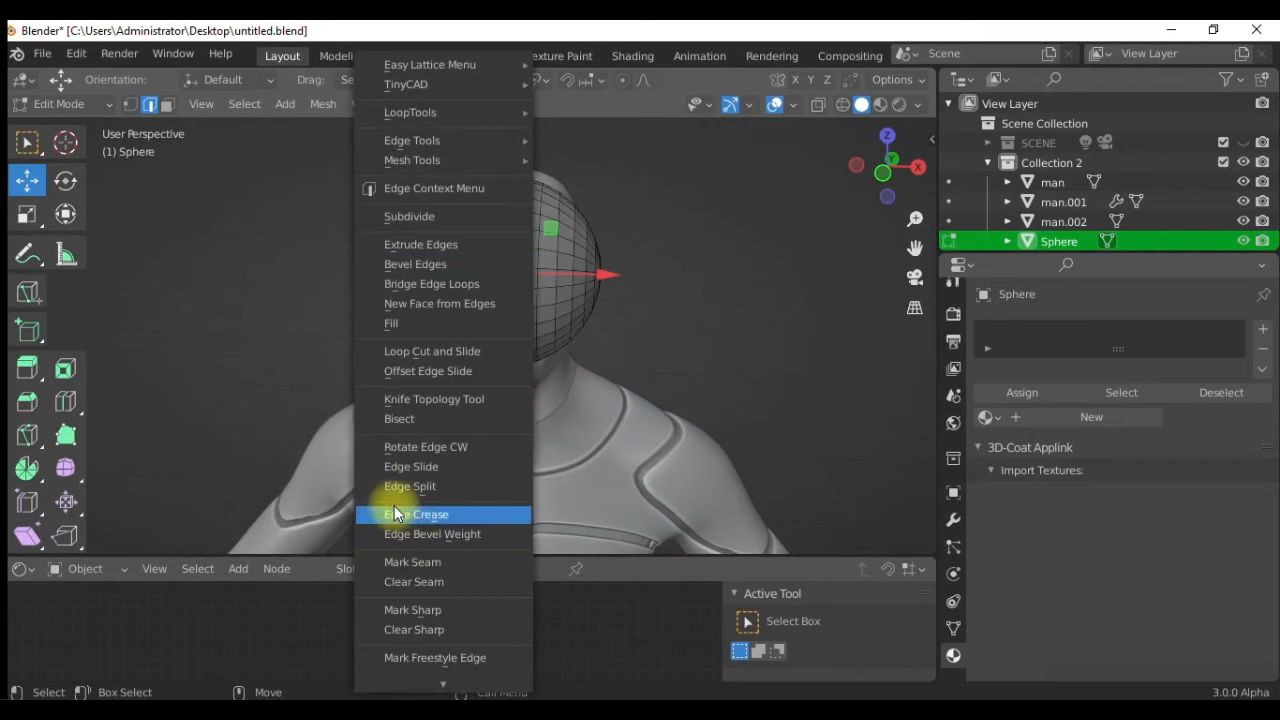 Blender* [C:\Users\Administrator\Desktop\untitled.blend]
File Edit Render Window Help Layout Modeli Texture Paint Shading Animation Rendering Compositing Scene View Layer
Orientation: Default Drag: Se X Y Z Options
Edit Mode View Select Add Mesh
User Perspective
(1) Sphere
Easy Lattice Menu
TinyCAD
LoopTools
Edge Tools
Mesh Tools
Edge Context Menu
Subdivide
Extrude Edges
Bevel Edges
Bridge Edge Loops
New Face from Edges
Fill
Loop Cut and Slide
Offset Edge Slide
Knife Topology Tool
Bisect
Rotate Edge CW
Edge Slide
Edge Split
Edge Crease
Edge Bevel Weight
Mark Seam
Clear Seam
Mark Sharp
Clear Sharp
Mark Freestyle Edge
Z
Y
X
View Layer
Scene Collection
SCENE
Collection 2
man
man.001
man.002
Sphere
Sphere
Assign Select Deselect
New
3D-Coat Applink
Import Textures:
Object View Select Add Node Slo
Active Tool
Select Box
Select Box Select Move Call Menu 3.0.0 Alpha